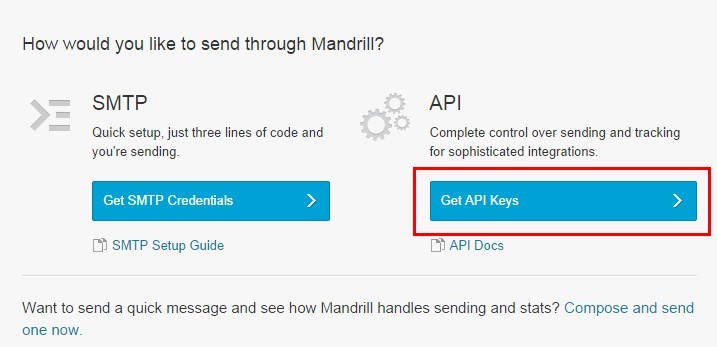 How would you like to send through Mandrill?
SMTP
Quick setup, just three lines of code and
you're sending.
Get SMTP Credentials
SMTP Setup Guide
API
Complete control over sending and tracking
for sophisticated integrations.
Get API Keys
API Docs
Want to send a quick message and see how Mandrill handles sending and stats? Compose and send
one now.